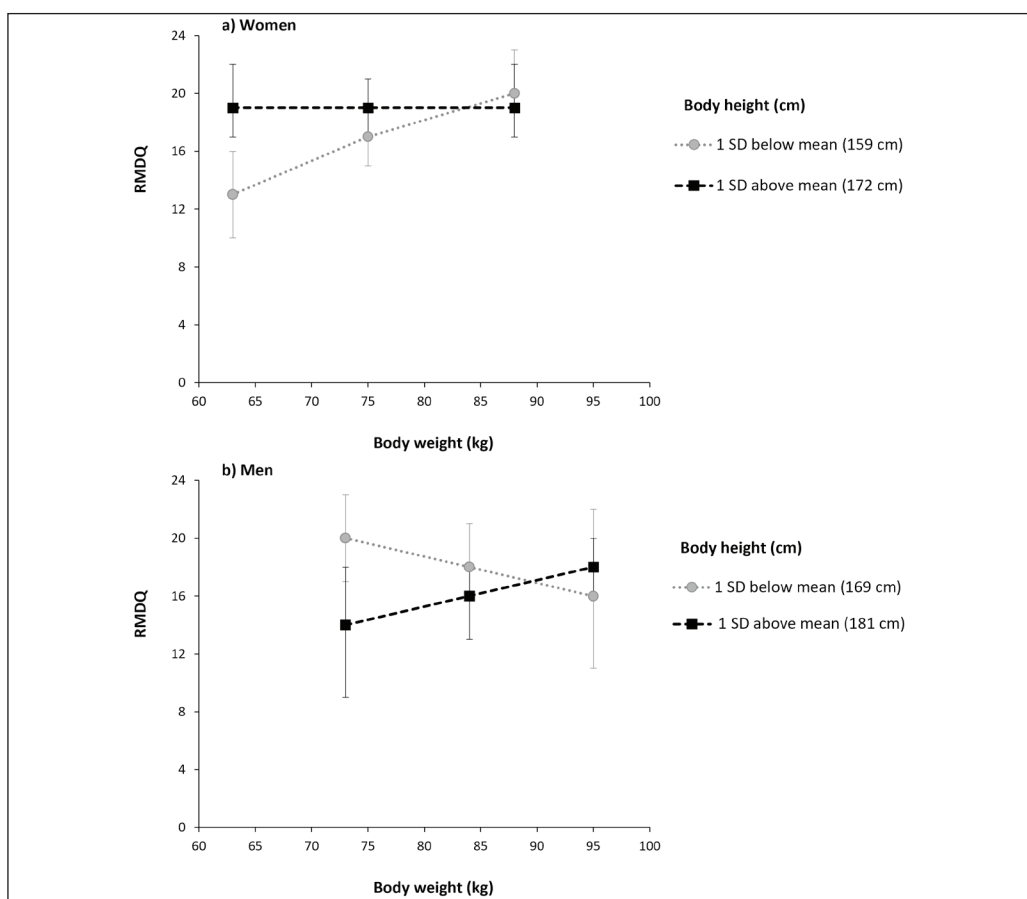 a) Women
24
20
16
12
8
4
0
RMDQ
60 65 70 75 80 85 90 95 100
Body weight (kg)
Body height (cm)
1 SD below mean (159 cm)
1 SD above mean (172 cm)
b) Men
24
20
16
12
8
4
0
RMDQ
60 65 70 75 80 85 90 95 100
Body weight (kg)
Body height (cm)
1 SD below mean (169 cm)
1 SD above mean (181 cm)